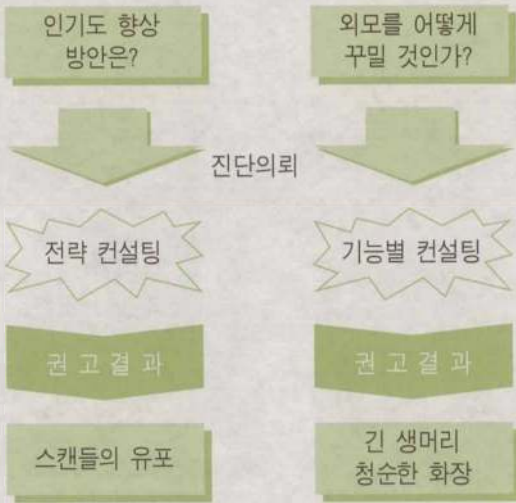 인기도 향상
방안은?
외모를 어떻게
꾸밀 것인가?
진단의뢰
전략 컨설팅
기능별 컨설팅
권고결과
권고결과
스캔들의 유포
긴 생머리
청순한 화장